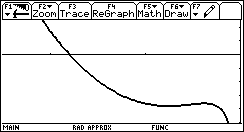 F1 F2 F3 F4 F5 F6 F7
Zoom Trace ReGraph Math Draw
MAIN RAD APPROX FUNC